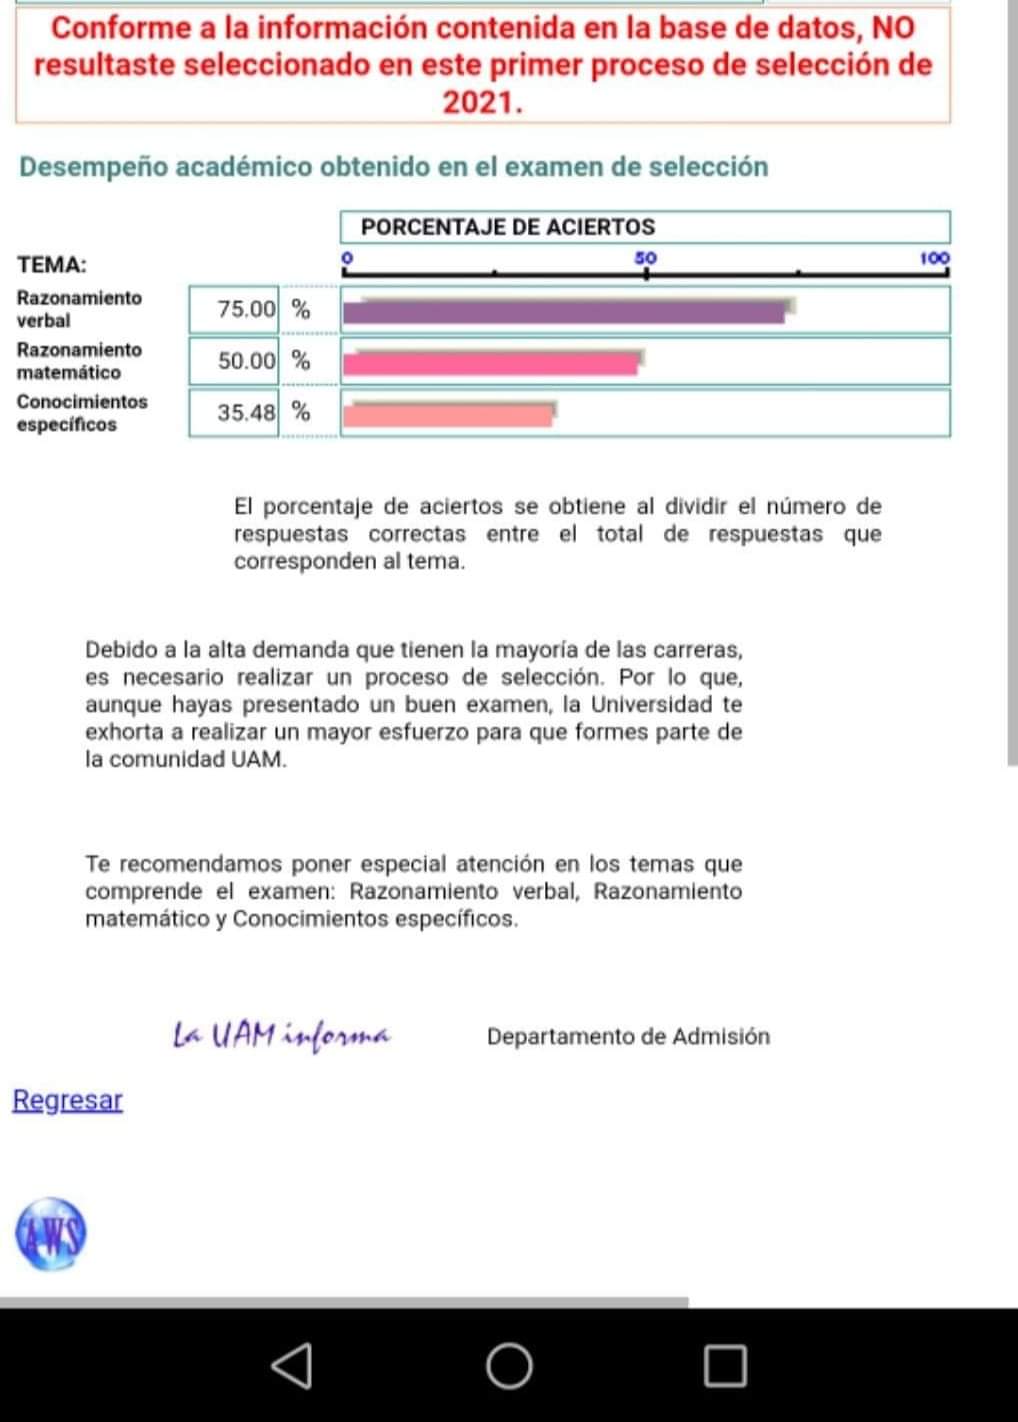 Conforme a la información contenida en la base de datos, NO
resultaste seleccionado en este primer proceso de selección de
2021.
Desempeño académico obtenido en el examen de selección
PORCENTAJE DE ACIERTOS
TEMA:
0 50 100
Razonamiento
verbal
75.00 %
Razonamiento
matemático
50.00 %
Conocimientos
específicos
35.48 %
El porcentaje de aciertos se obtiene al dividir el número de
respuestas correctas entre el total de respuestas que
corresponden al tema.
Debido a la alta demanda que tienen la mayoría de las carreras,
es necesario realizar un proceso de selección. Por lo que,
aunque hayas presentado un buen examen, la Universidad te
exhorta a realizar un mayor esfuerzo para que formes parte de
la comunidad UAM.
Te recomendamos poner especial atención en los temas que
comprende el examen: Razonamiento verbal, Razonamiento
matemático y Conocimientos específicos.
La UAM informa
Departamento de Admisión
Regresar
AWS